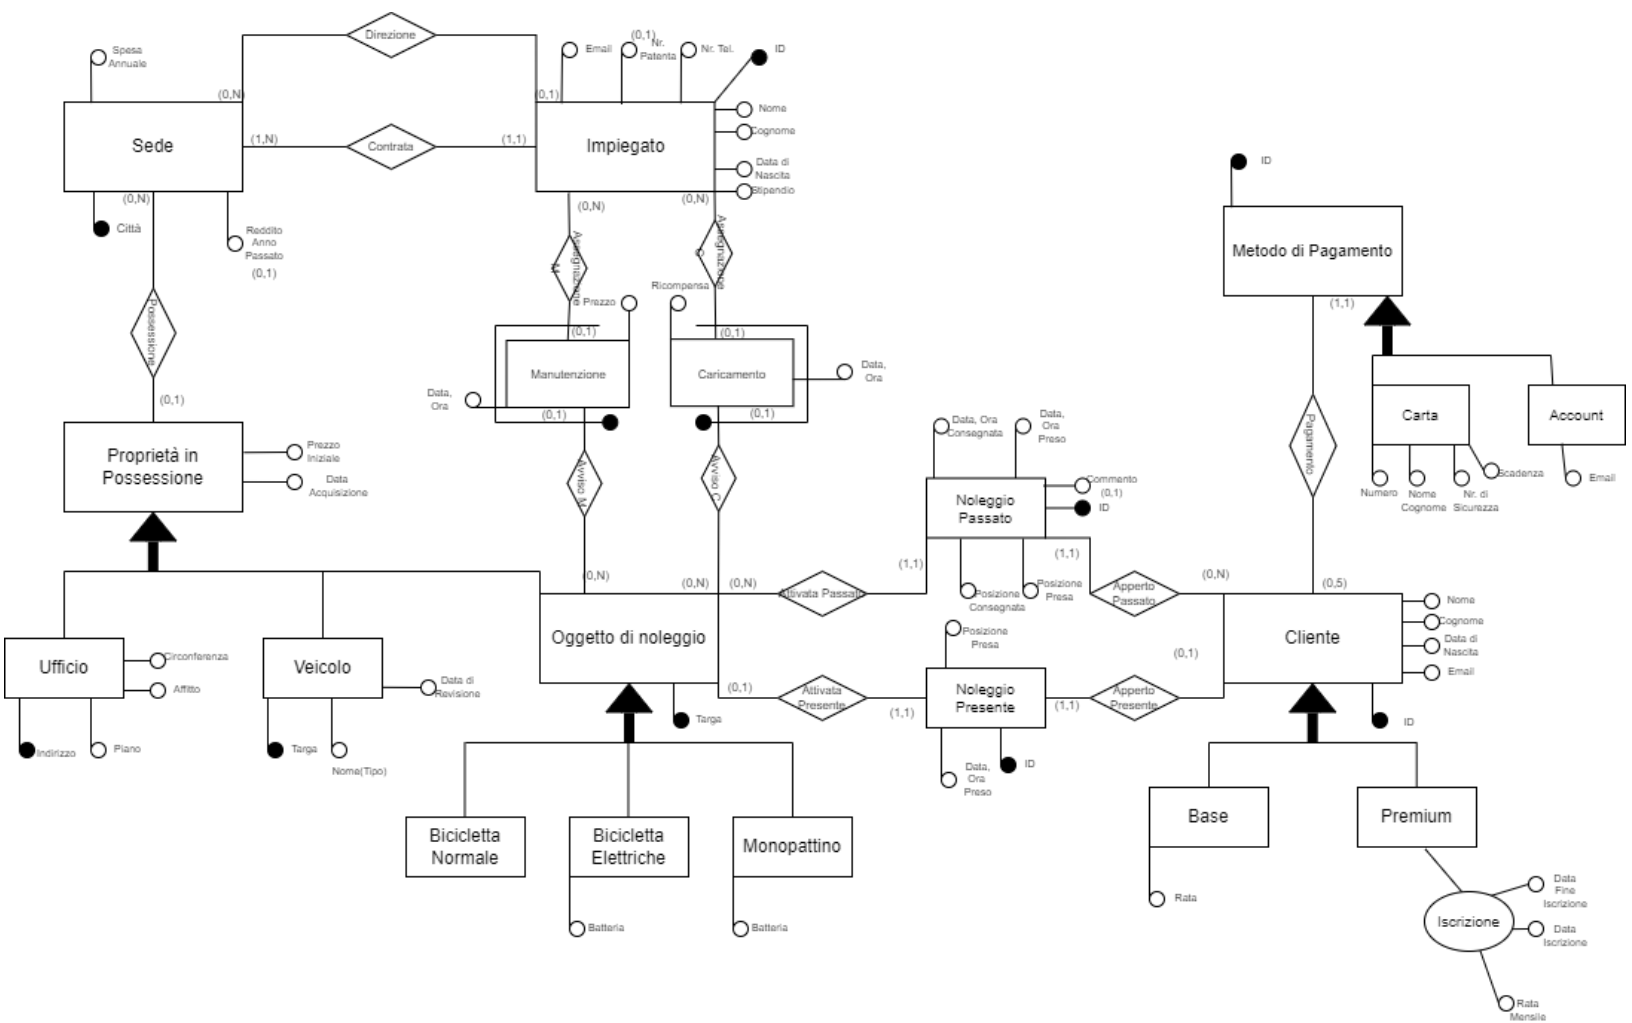 Direzione
Spesa
Annuale
(0,N)
(0,1)
Email
(0,1)
Nr.
Patenta
Nr. Tel.
ID
Sede
(1,N)
Contrata
(1,1)
Impiegato
Nome
Cognome
Data di
Nascita
Stipendio
(0,N)
Città
Reddito
Anno
Passato
(0,1)
(0,N)
(0,N)
Assegnazione
M
Assegnazione
C
Possesione
(0,1)
Prezzo
Ricompensa
(0,1)
(0,1)
Manutenzione
Caricamento
Data,
Ora
Data,
Ora
(0,1)
(0,1)
Avviso M
Avviso C
Proprietà in
Possessione
Prezzo
Iniziale
Data
Acquisizione
ID
Metodo di Pagamento
(1,1)
Pagamento
Carta
Account
Numero
Nome
Cognome
Nr. di
Sicurezza
Scadenza
Email
Data, Ora
Consegnata
Data,
Ora
Preso
Commento
(0,1)
ID
Noleggio
Passato
(1,1)
(1,1)
Posizione
Consegnata
Posizione
Presa
(0,N)
(0,N)
(0,N)
Attivata Passato
Apperto
Passato
(0,N)
(0,5)
Oggetto di noleggio
Targa
(0,1)
Attivata
Presente
(1,1)
Posizione
Presa
Noleggio
Presente
(1,1)
Apperto
Presente
(0,1)
Data,
Ora
Preso
ID
Cliente
Nome
Cognome
Data di
Nascita
Email
ID
Ufficio
Circonferenza
Affitto
Indirizzo
Piano
Veicolo
Data di
Revisione
Targa
Nome(Tipo)
Bicicletta
Normale
Bicicletta
Elettriche
Monopattino
Batteria
Batteria
Base
Rata
Premium
Iscrizione
Data
Fine
Iscrizione
Data
Iscrizione
Rata
Mensile